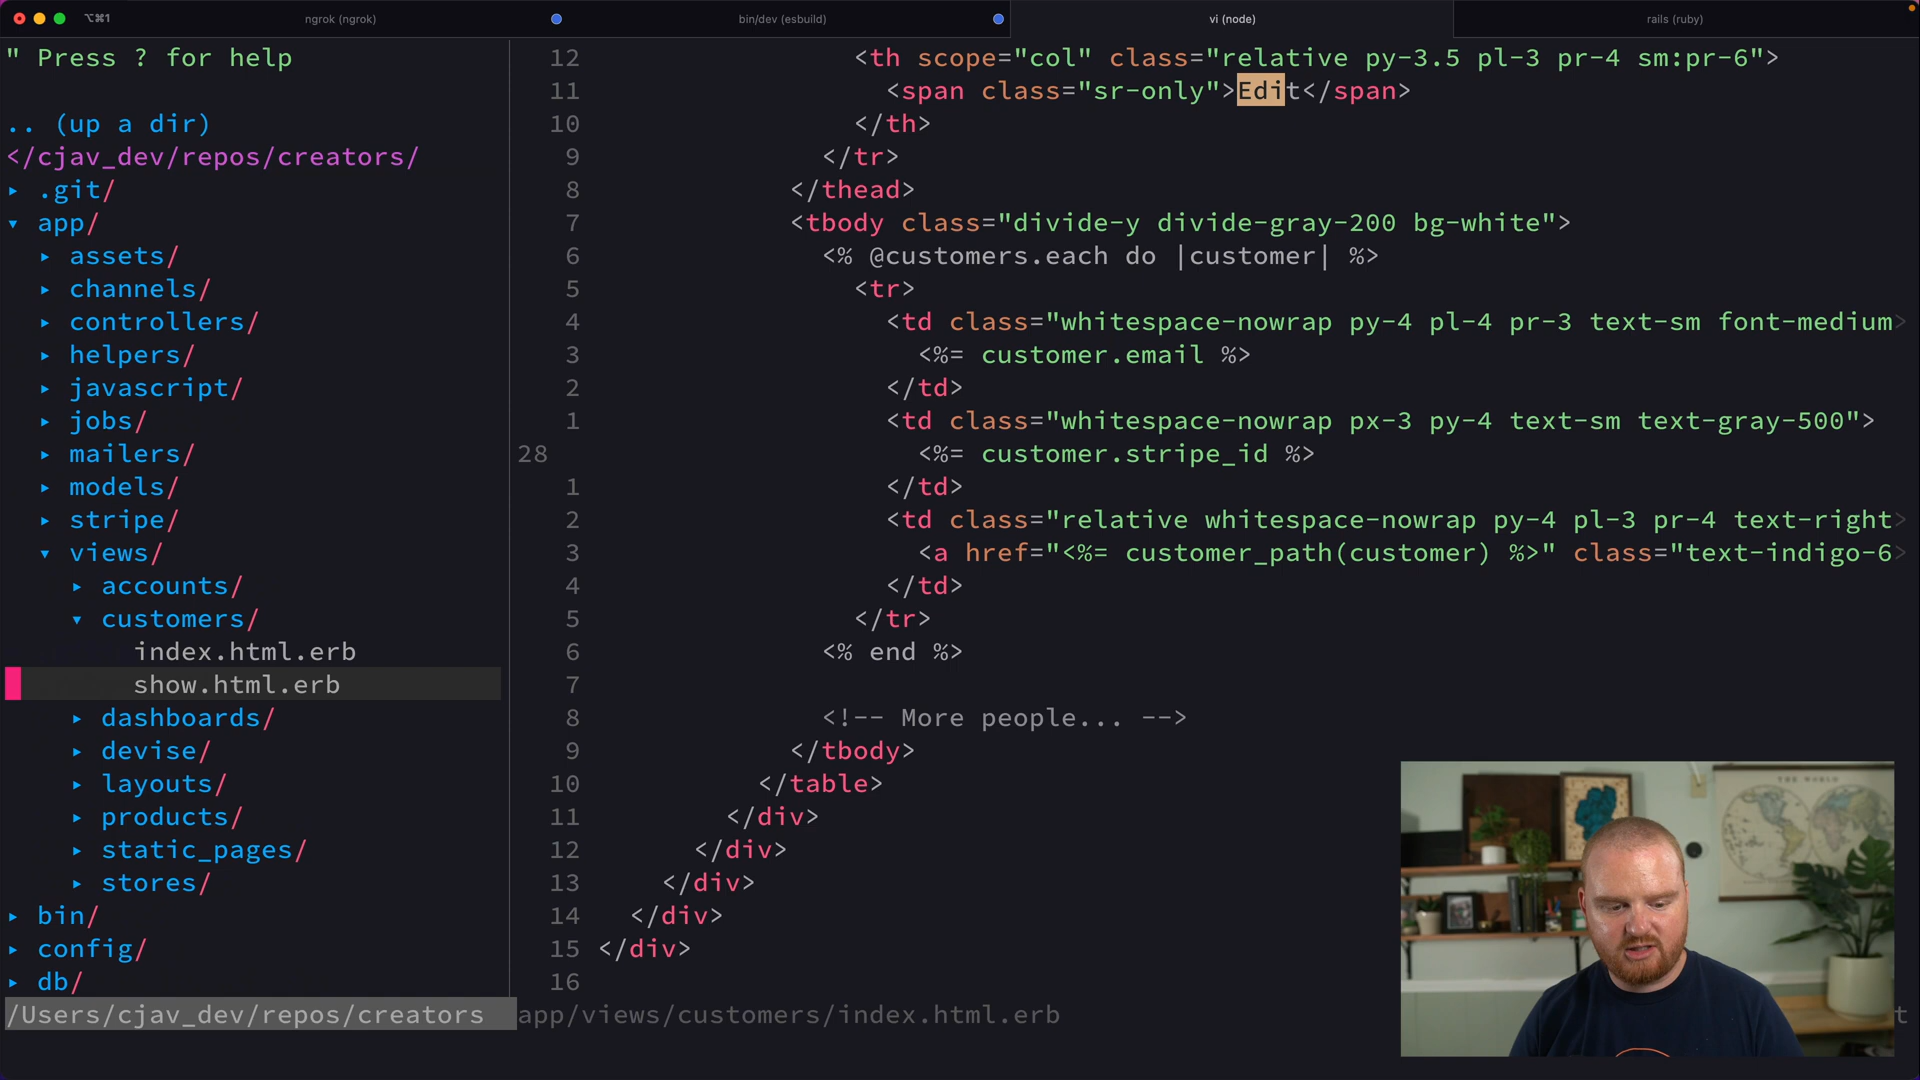 ⌥⌘1
ngrok (ngrok)
bin/dev (esbuild)
vi (node)
rails (ruby)
" Press ? for help
.. (up a dir)
</cjav_dev/repos/creators/
▸ .git/
▾ app/
▸ assets/
▸ channels/
▸ controllers/
▸ helpers/
▸ javascript/
▸ jobs/
▸ mailers/
▸ models/
▸ stripe/
▾ views/
▸ accounts/
▾ customers/
index.html.erb
show.html.erb
▸ dashboards/
▸ devise/
▸ layouts/
▸ products/
▸ static_pages/
▸ stores/
▸ bin/
▸ config/
▸ db/
/Users/cjav_dev/repos/creators
12 <th scope="col" class="relative py-3.5 pl-3 pr-4 sm:pr-6">
11 <span class="sr-only">Edit</span>
10 </th>
9 </tr>
8 </thead>
7 <tbody class="divide-y divide-gray-200 bg-white">
6 <% @customers.each do |customer| %>
5 <tr>
4 <td class="whitespace-nowrap py-4 pl-4 pr-3 text-sm font-medium>
3 <%= customer.email %>
2 </td>
1 <td class="whitespace-nowrap px-3 py-4 text-sm text-gray-500">
28 <%= customer.stripe_id %>
1 </td>
2 <td class="relative whitespace-nowrap py-4 pl-3 pr-4 text-right>
3 <a href="<%= customer_path(customer) %>" class="text-indigo-6>
4 </td>
5 </tr>
6 <% end %>
7
8 <!-- More people... -->
9 </tbody>
10 </table>
11 </div>
12 </div>
13 </div>
14 </div>
15 </div>
16
app/views/customers/index.html.erb
t
THE WORLD